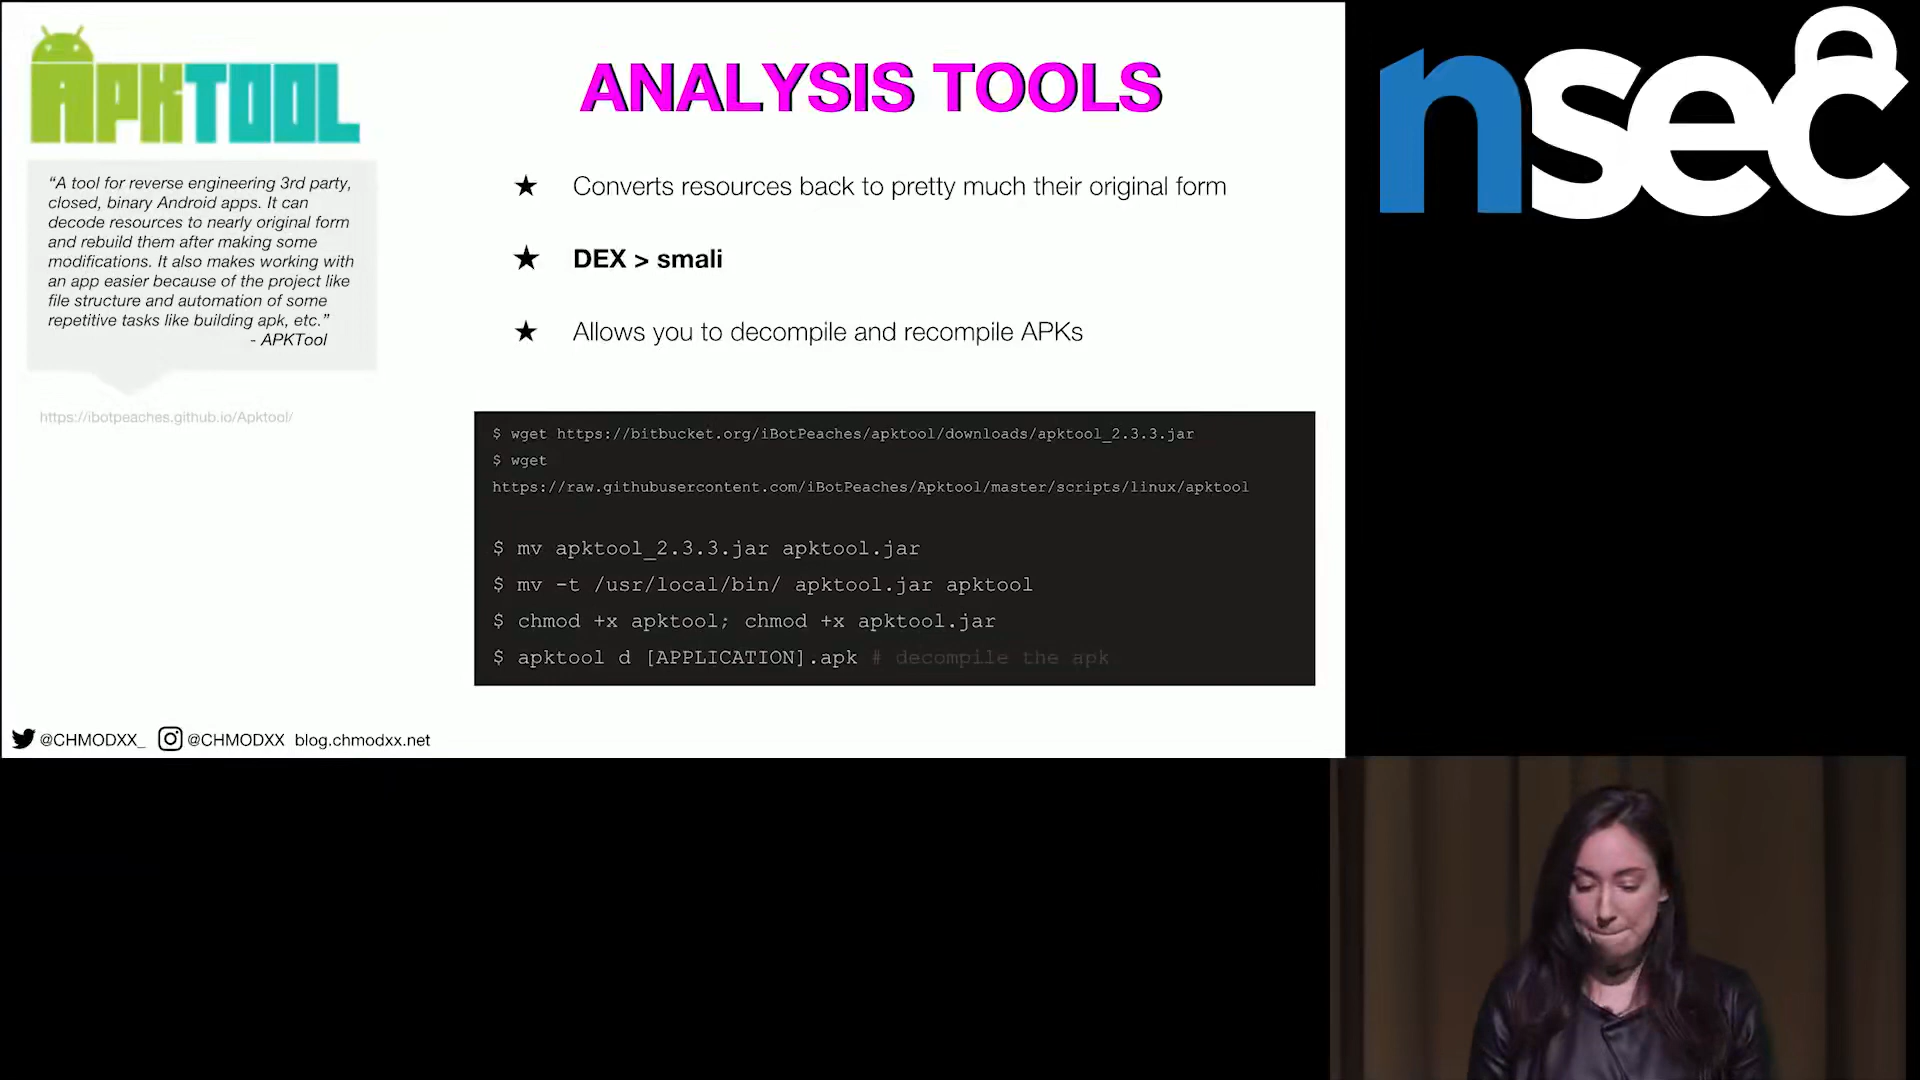 APKTOOL
ANALYSIS TOOLS
nsec
“A tool for reverse engineering 3rd party,
closed, binary Android apps. It can
decode resources to nearly original form
and rebuild them after making some
modifications. It also makes working with
an app easier because of the project like
file structure and automation of some
repetitive tasks like building apk, etc.”
- APKTool
https://ibotpeaches.github.io/Apktool/
★ Converts resources back to pretty much their original form
★ DEX > smali
★ Allows you to decompile and recompile APKs
$ wget https://bitbucket.org/iBotPeaches/apktool/downloads/apktool_2.3.3.jar
$ wget
https://raw.githubusercontent.com/iBotPeaches/Apktool/master/scripts/linux/apktool
$ mv apktool_2.3.3.jar apktool.jar
$ mv -t /usr/local/bin/ apktool.jar apktool
$ chmod +x apktool; chmod +x apktool.jar
$ apktool d [APPLICATION].apk # decompile the apk
@CHMODXX_ @CHMODXX blog.chmodxx.net